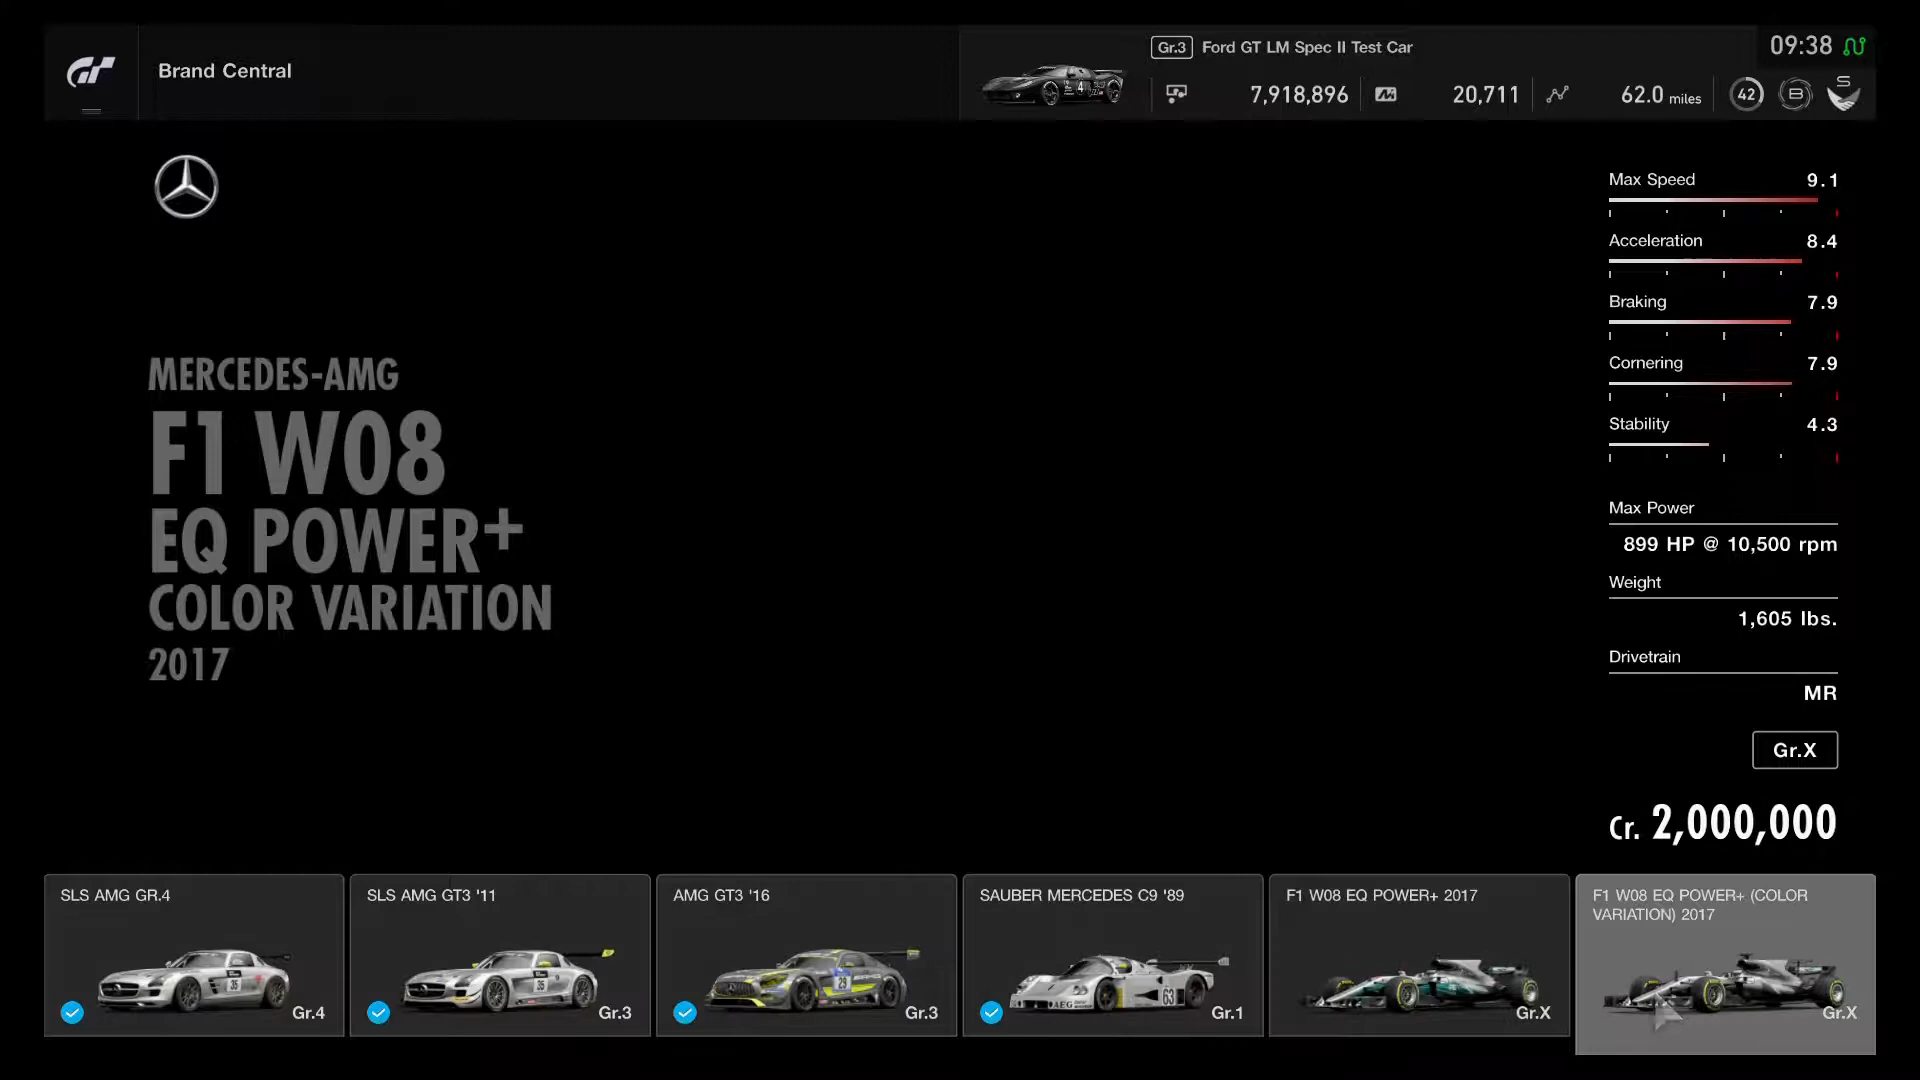 Brand Central
Gr.3 Ford GT LM Spec II Test Car
7,918,896
20,711
62.0 miles
42
B
S
09:38
MERCEDES-AMG
F1 W08
EQ POWER+
COLOR VARIATION
2017
Max Speed 9.1
Acceleration 8.4
Braking 7.9
Cornering 7.9
Stability 4.3
Max Power
899 HP @ 10,500 rpm
Weight
1,605 lbs.
Drivetrain
MR
Gr.X
Cr. 2,000,000
SLS AMG GR.4
35
Gr.4
SLS AMG GT3 '11
35
Gr.3
AMG GT3 '16
29
Gr.3
SAUBER MERCEDES C9 '89
AEG
63
Gr.1
F1 W08 EQ POWER+ 2017
Gr.X
F1 W08 EQ POWER+ (COLOR
VARIATION) 2017
Gr.X